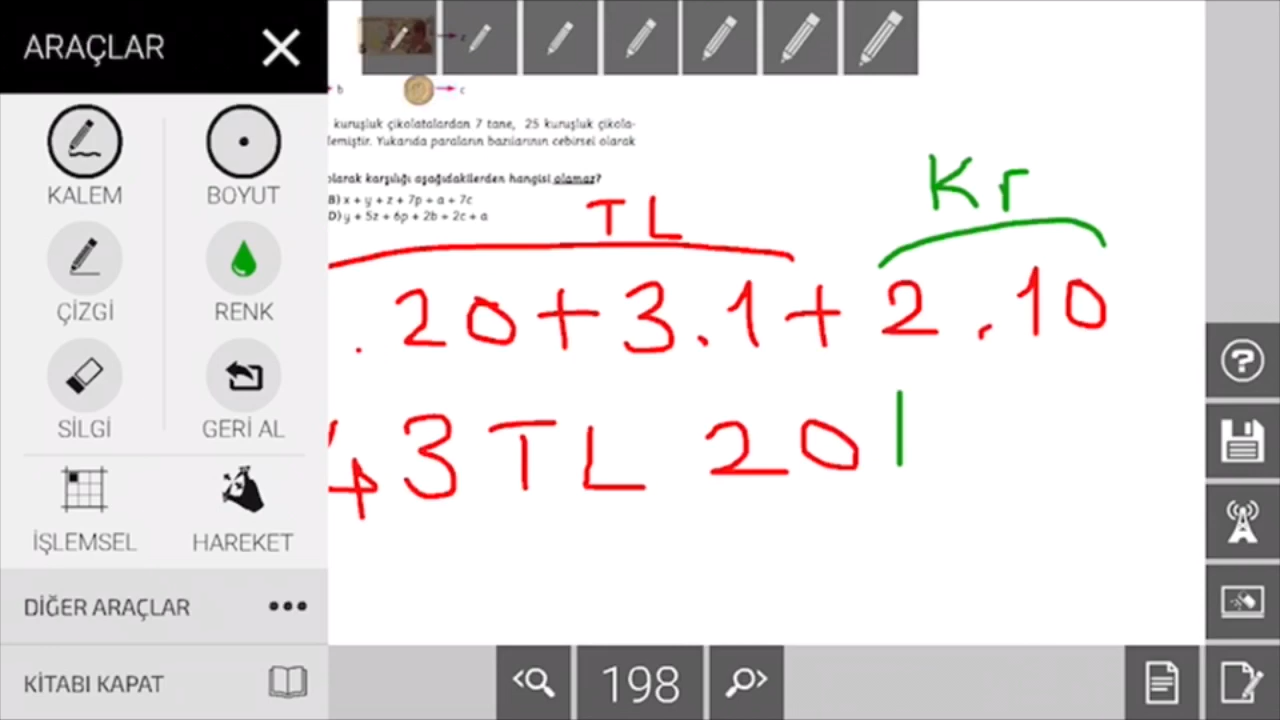 ARAÇLAR
KALEM
BOYUT
ÇİZGİ
RENK
SİLGİ
GERİ AL
İŞLEMSEL
HAREKET
DİĞER ARAÇLAR
KİTABI KAPAT
b
c
kuruşluk çikolatalardan 7 tane, 25 kuruşluk çikola-
lemiştir. Yukarıda paraların bazılarının cebirsel olarak
olarak karşılığı aşağıdakilerden hangisi olamaz?
B) x + y + z + 7p + a + 7c
D) y + 5z + 6p + 2b + 2c + a
TL
Kr
. 20 + 3 . 1 + 2 . 10
43 TL 20
198